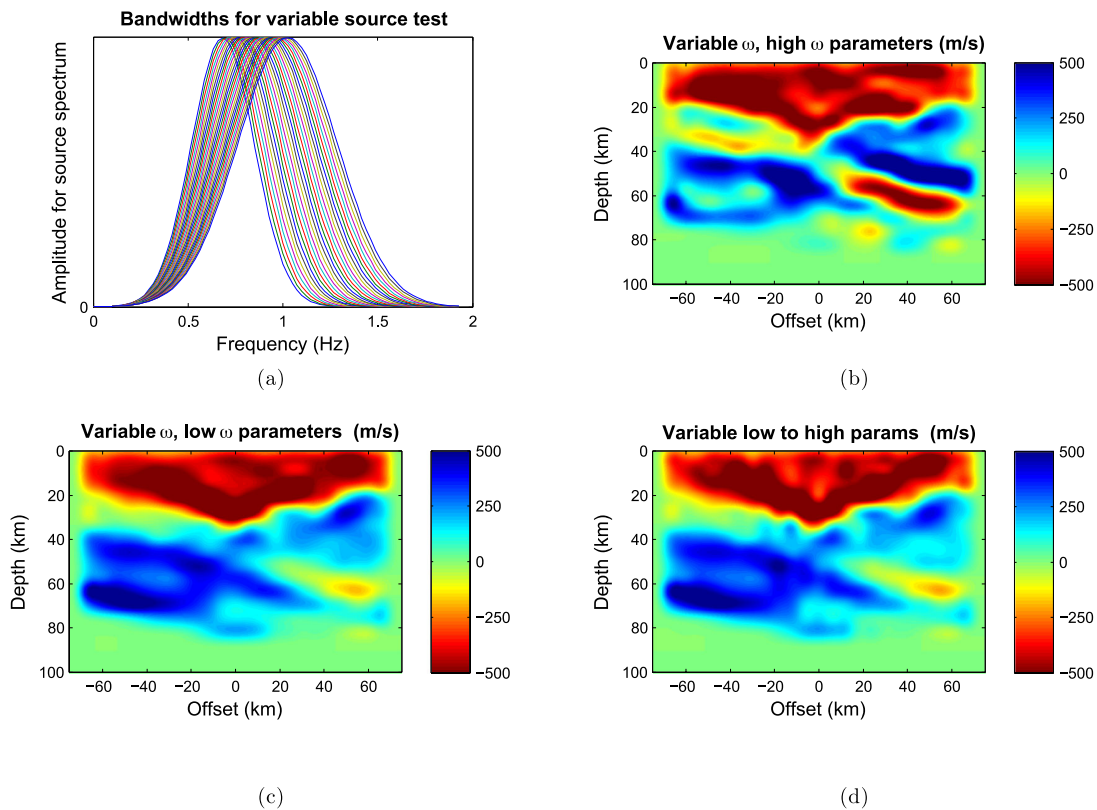 Bandwidths for variable source test
Amplitude for source spectrum
0
0 0.5 1 1.5 2
Frequency (Hz)
(a)
Variable ω, high ω parameters (m/s)
Depth (km)
0
20
40
60
80
100
−60 −40 −20 0 20 40 60
Offset (km)
500
250
0
−250
−500
(b)
Variable ω, low ω parameters (m/s)
Depth (km)
0
20
40
60
80
100
−60 −40 −20 0 20 40 60
Offset (km)
500
250
0
−250
−500
(c)
Variable low to high params (m/s)
Depth (km)
0
20
40
60
80
100
−60 −40 −20 0 20 40 60
Offset (km)
500
250
0
−250
−500
(d)